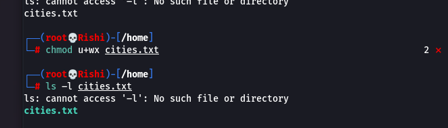 ls: cannot access '-l': No such file or directory
cities.txt
┌──(root💀Rishi)-[/home]
└─# chmod u+wx cities.txt 2 ✕
┌──(root💀Rishi)-[/home]
└─# ls –l cities.txt
ls: cannot access '–l': No such file or directory
cities.txt